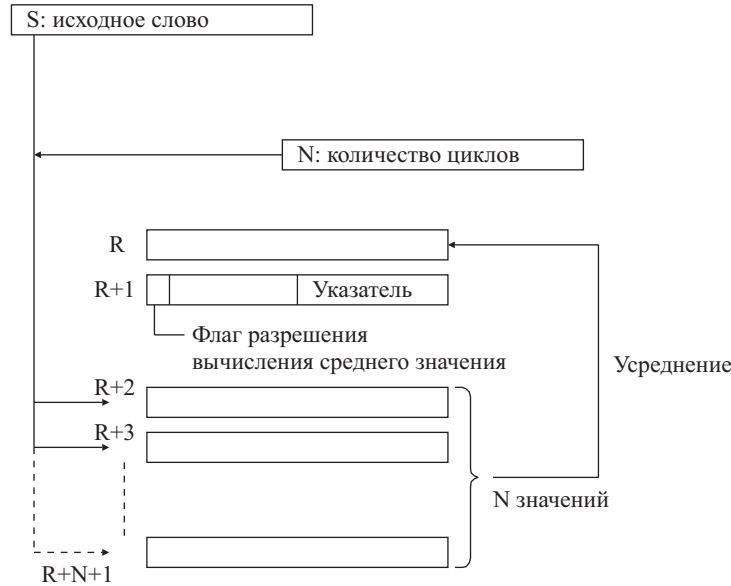 S: исходное слово
N: количество циклов
R
R+1
Указатель
Флаг разрешения
вычисления среднего значения
Усреднение
R+2
R+3
N значений
R+N+1